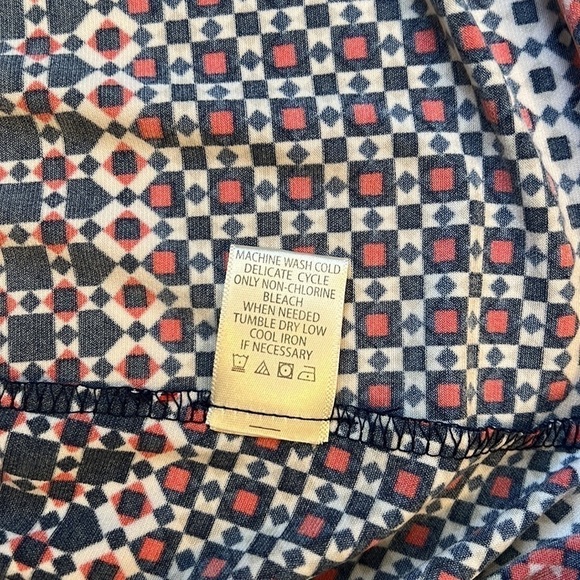 MACHINE WASH COLD
DELICATE CYCLE
ONLY NON-CHLORINE
BLEACH
WHEN NEEDED
TUMBLE DRY LOW
COOL IRON
IF NECESSARY